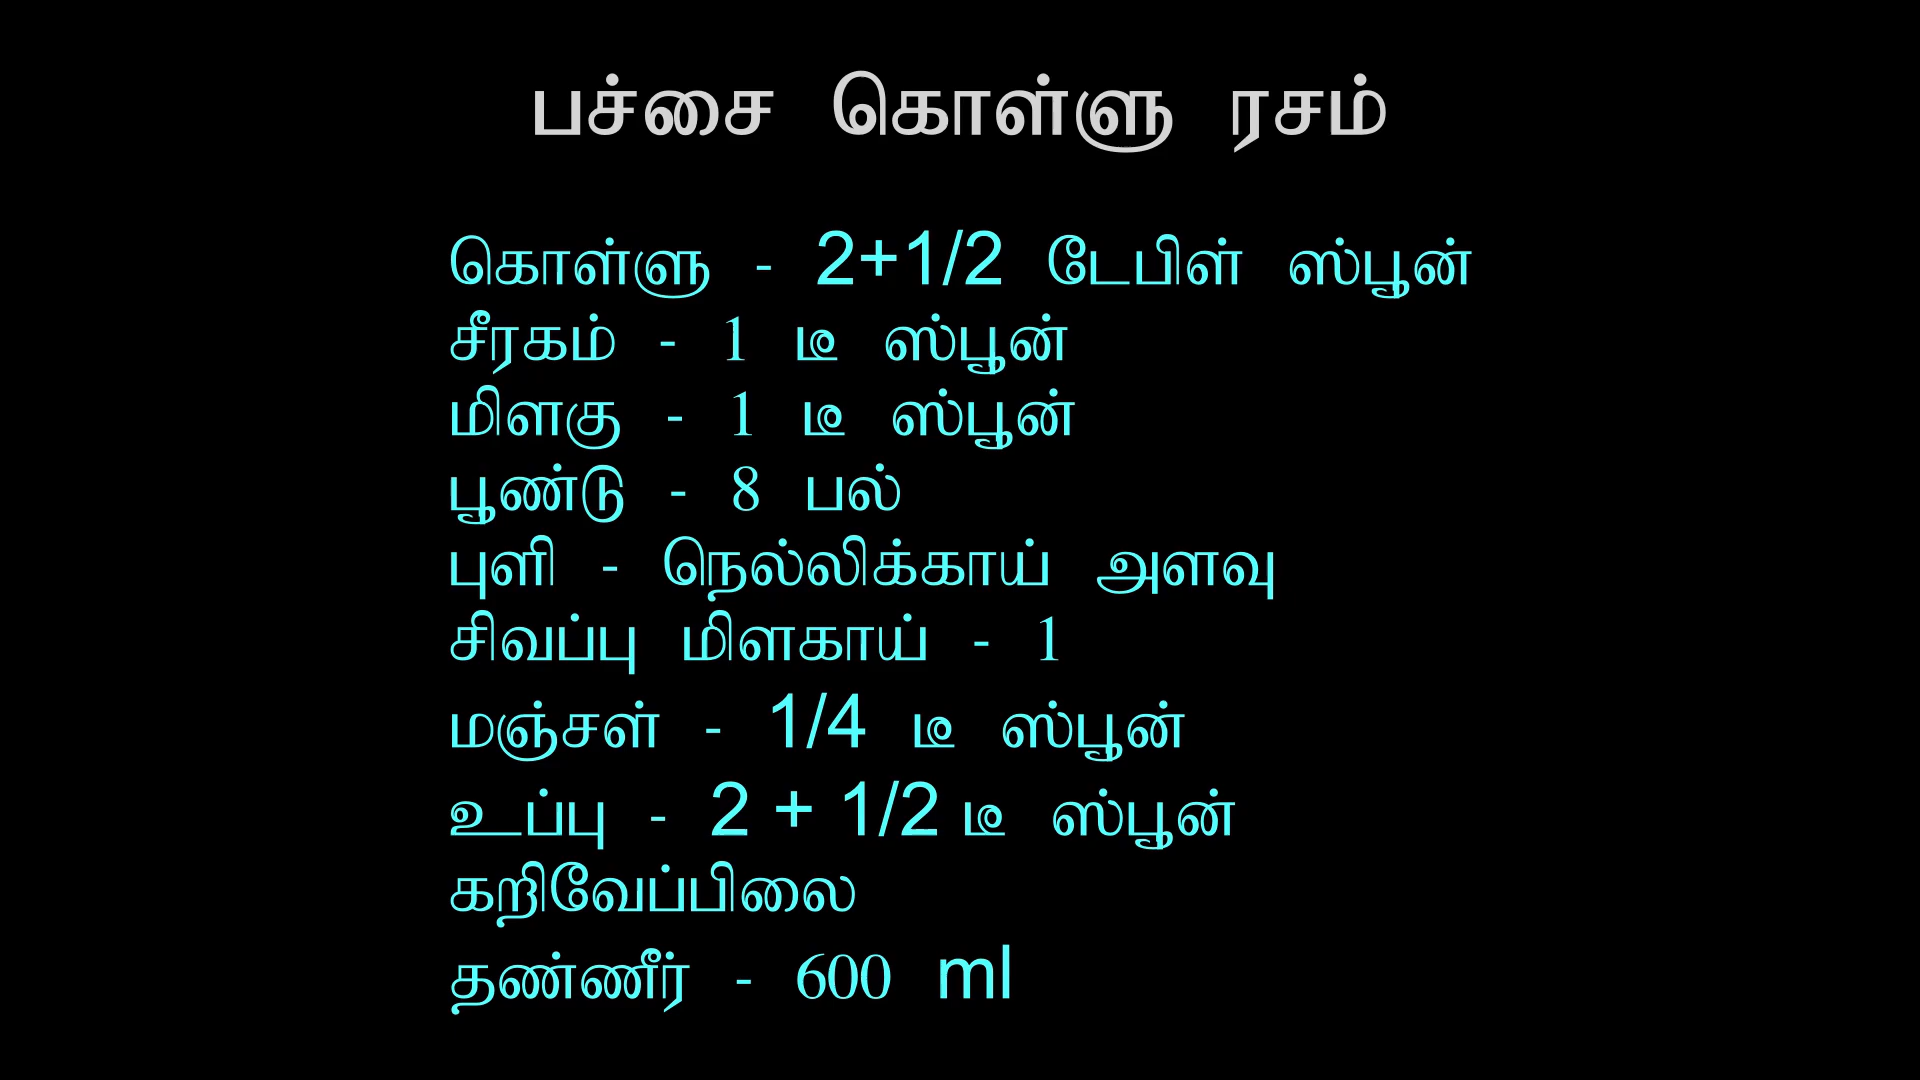 பச்சை கொள்ளு ரசம்
கொள்ளு - 2+1/2 டேபிள் ஸ்பூன்
சீரகம் - 1 டீ ஸ்பூன்
மிளகு - 1 டீ ஸ்பூன்
பூண்டு - 8 பல்
புளி - நெல்லிக்காய் அளவு
சிவப்பு மிளகாய் - 1
மஞ்சள் - 1/4 டீ ஸ்பூன்
உப்பு - 2 + 1/2 டீ ஸ்பூன்
கறிவேப்பிலை
தண்ணீர் - 600 ml